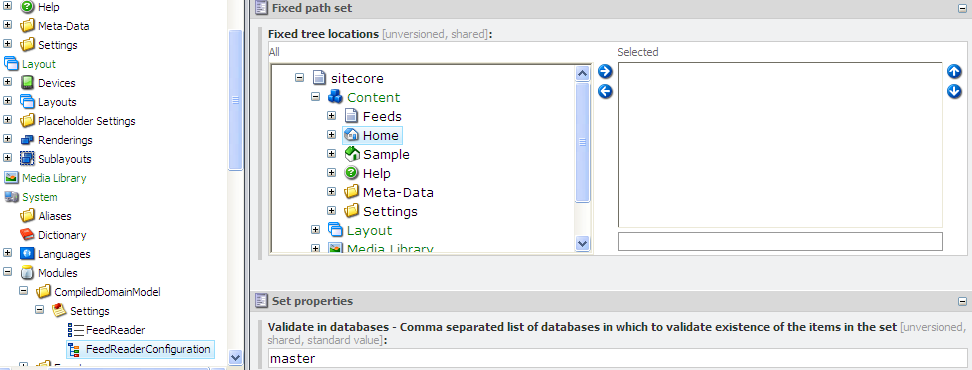 Help
Meta-Data
Settings
Layout
Devices
Layouts
Placeholder Settings
Renderings
Sublayouts
Media Library
System
Aliases
Dictionary
Languages
Modules
CompiledDomainModel
Settings
FeedReader
FeedReaderConfiguration
Fixed path set
Fixed tree locations [unversioned, shared]:
All
sitecore
Content
Feeds
Home
Sample
Help
Meta-Data
Settings
Layout
Media Library
Selected
Set properties
Validate in databases - Comma separated list of databases in which to validate existence of the items in the set [unversioned,
shared, standard value]:
master